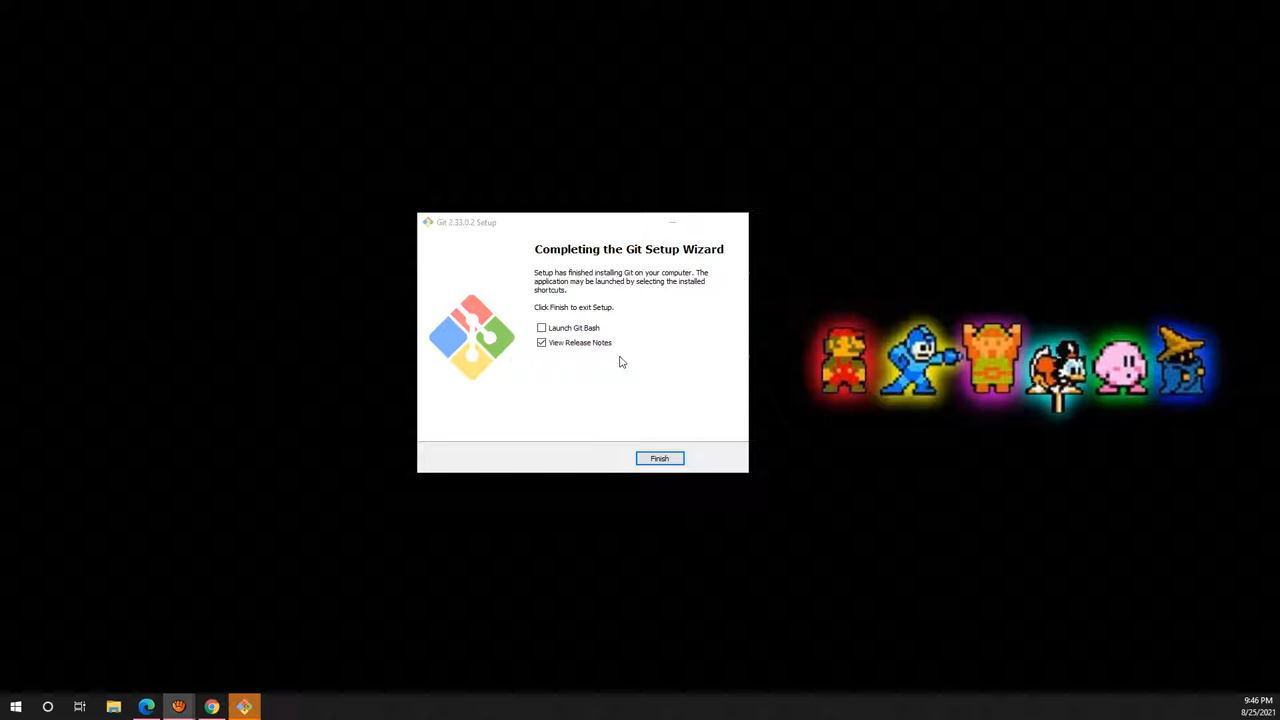 Git 2.33.0.2 Setup
Completing the Git Setup Wizard
Setup has finished installing Git on your computer. The
application may be launched by selecting the installed
shortcuts.
Click Finish to exit Setup.
Launch Git Bash
View Release Notes
Finish
9:46 PM
8/25/2021